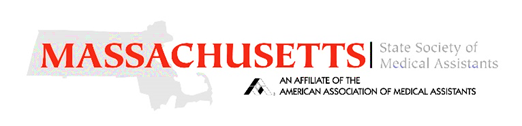 MASSACHUSETTS
State Society of
Medical Assistants
AN AFFILIATE OF THE
AMERICAN ASSOCIATION OF MEDICAL ASSISTANTS